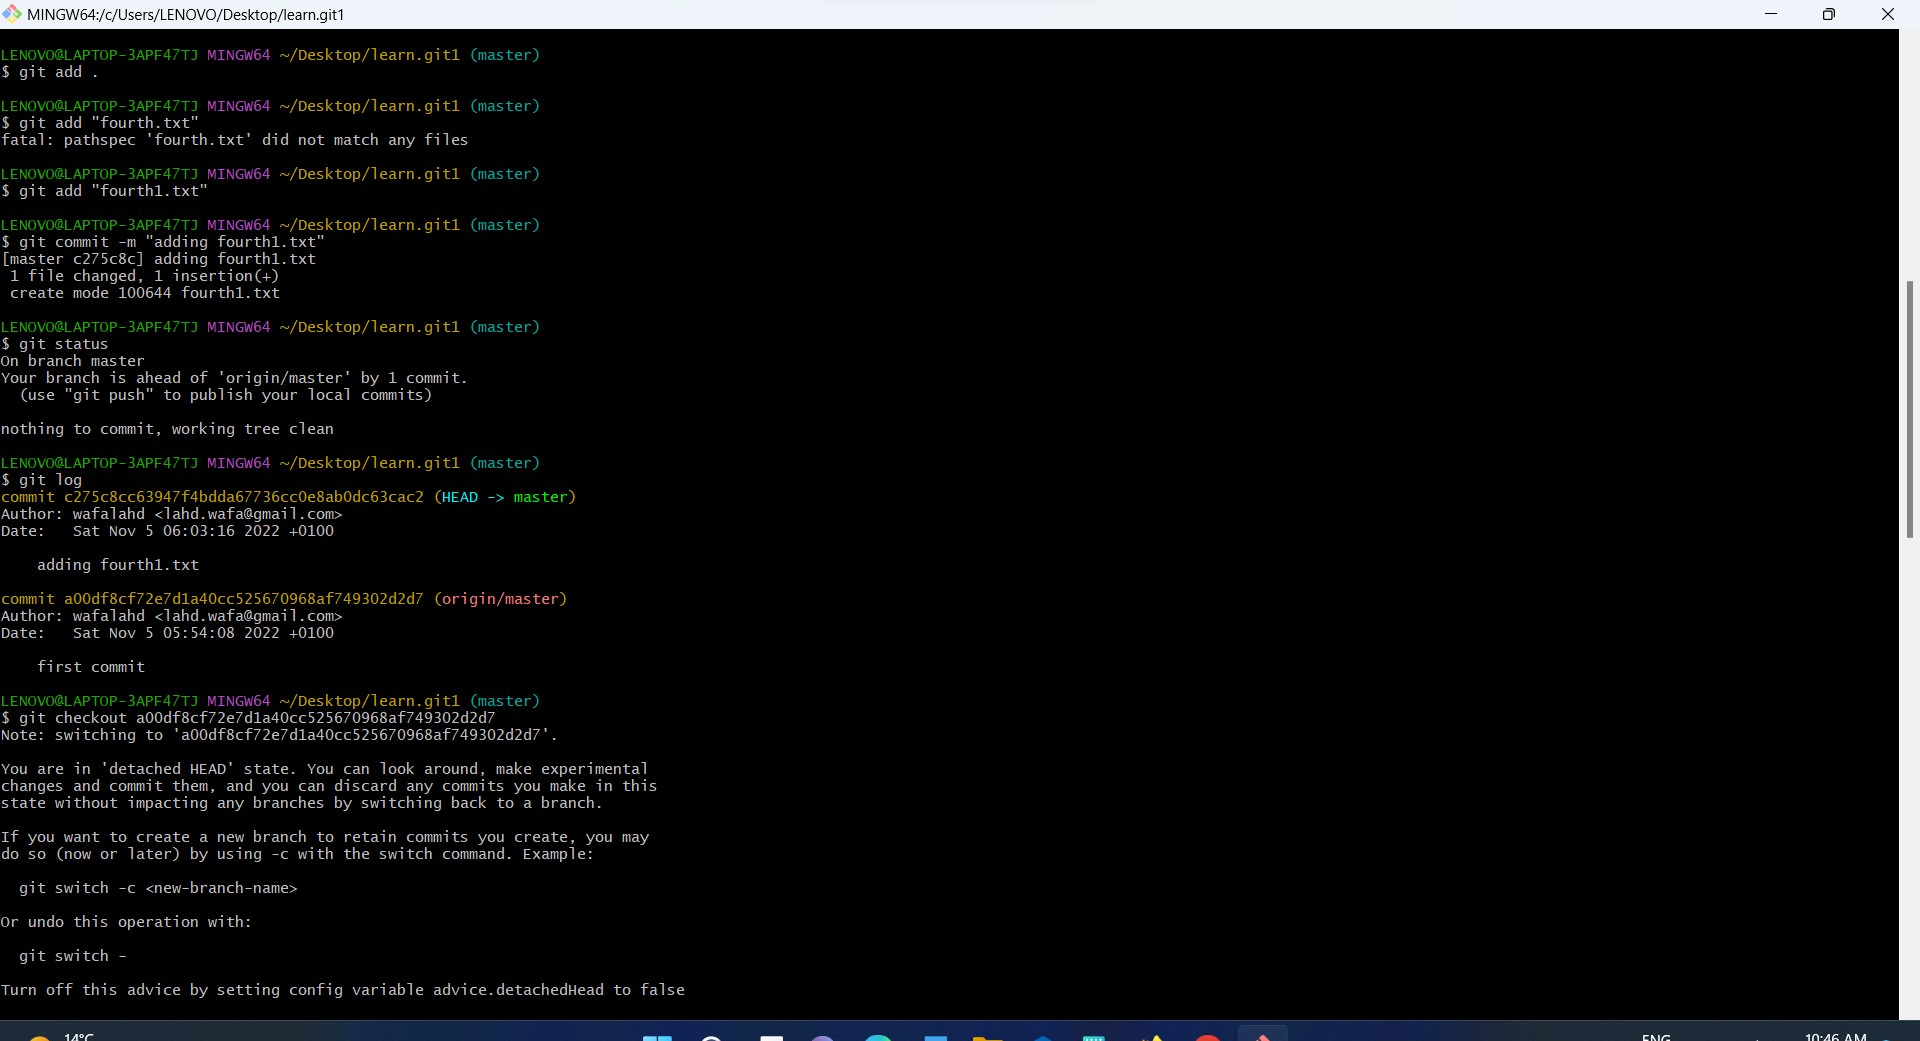 MINGW64:/c/Users/LENOVO/Desktop/learn.git1
LENOVO@LAPTOP-3APF47TJ MINGW64 ~/Desktop/learn.git1 (master)
$ git add .
LENOVO@LAPTOP-3APF47TJ MINGW64 ~/Desktop/learn.git1 (master)
$ git add "fourth.txt"
fatal: pathspec 'fourth.txt' did not match any files
LENOVO@LAPTOP-3APF47TJ MINGW64 ~/Desktop/learn.git1 (master)
$ git add "fourth1.txt"
LENOVO@LAPTOP-3APF47TJ MINGW64 ~/Desktop/learn.git1 (master)
$ git commit -m "adding fourth1.txt"
[master c275c8c] adding fourth1.txt
1 file changed, 1 insertion(+)
create mode 100644 fourth1.txt
LENOVO@LAPTOP-3APF47TJ MINGW64 ~/Desktop/learn.git1 (master)
$ git status
On branch master
Your branch is ahead of 'origin/master' by 1 commit.
(use "git push" to publish your local commits)
nothing to commit, working tree clean
LENOVO@LAPTOP-3APF47TJ MINGW64 ~/Desktop/learn.git1 (master)
$ git log
commit c275c8cc63947f4bdda67736cc0e8ab0dc63cac2 (HEAD -> master)
Author: wafalahd <lahd.wafa@gmail.com>
Date:   Sat Nov 5 06:03:16 2022 +0100
adding fourth1.txt
commit a00df8cf72e7d1a40cc525670968af749302d2d7 (origin/master)
Author: wafalahd <lahd.wafa@gmail.com>
Date:   Sat Nov 5 05:54:08 2022 +0100
first commit
LENOVO@LAPTOP-3APF47TJ MINGW64 ~/Desktop/learn.git1 (master)
$ git checkout a00df8cf72e7d1a40cc525670968af749302d2d7
Note: switching to 'a00df8cf72e7d1a40cc525670968af749302d2d7'.
You are in 'detached HEAD' state. You can look around, make experimental
changes and commit them, and you can discard any commits you make in this
state without impacting any branches by switching back to a branch.
If you want to create a new branch to retain commits you create, you may
do so (now or later) by using -c with the switch command. Example:
git switch -c <new-branch-name>
Or undo this operation with:
git switch -
Turn off this advice by setting config variable advice.detachedHead to false
14°C
ENG
10:46 AM